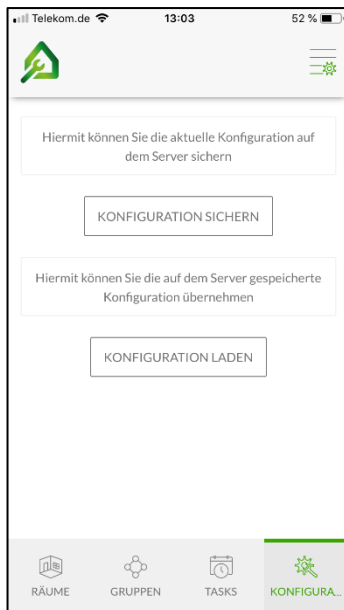 Telekom.de 13:03 52 %
Hiermit können Sie die aktuelle Konfiguration auf
dem Server sichern
KONFIGURATION SICHERN
Hiermit können Sie die auf dem Server gespeicherte
Konfiguration übernehmen
KONFIGURATION LADEN
RÄUME GRUPPEN TASKS KONFIGURA...